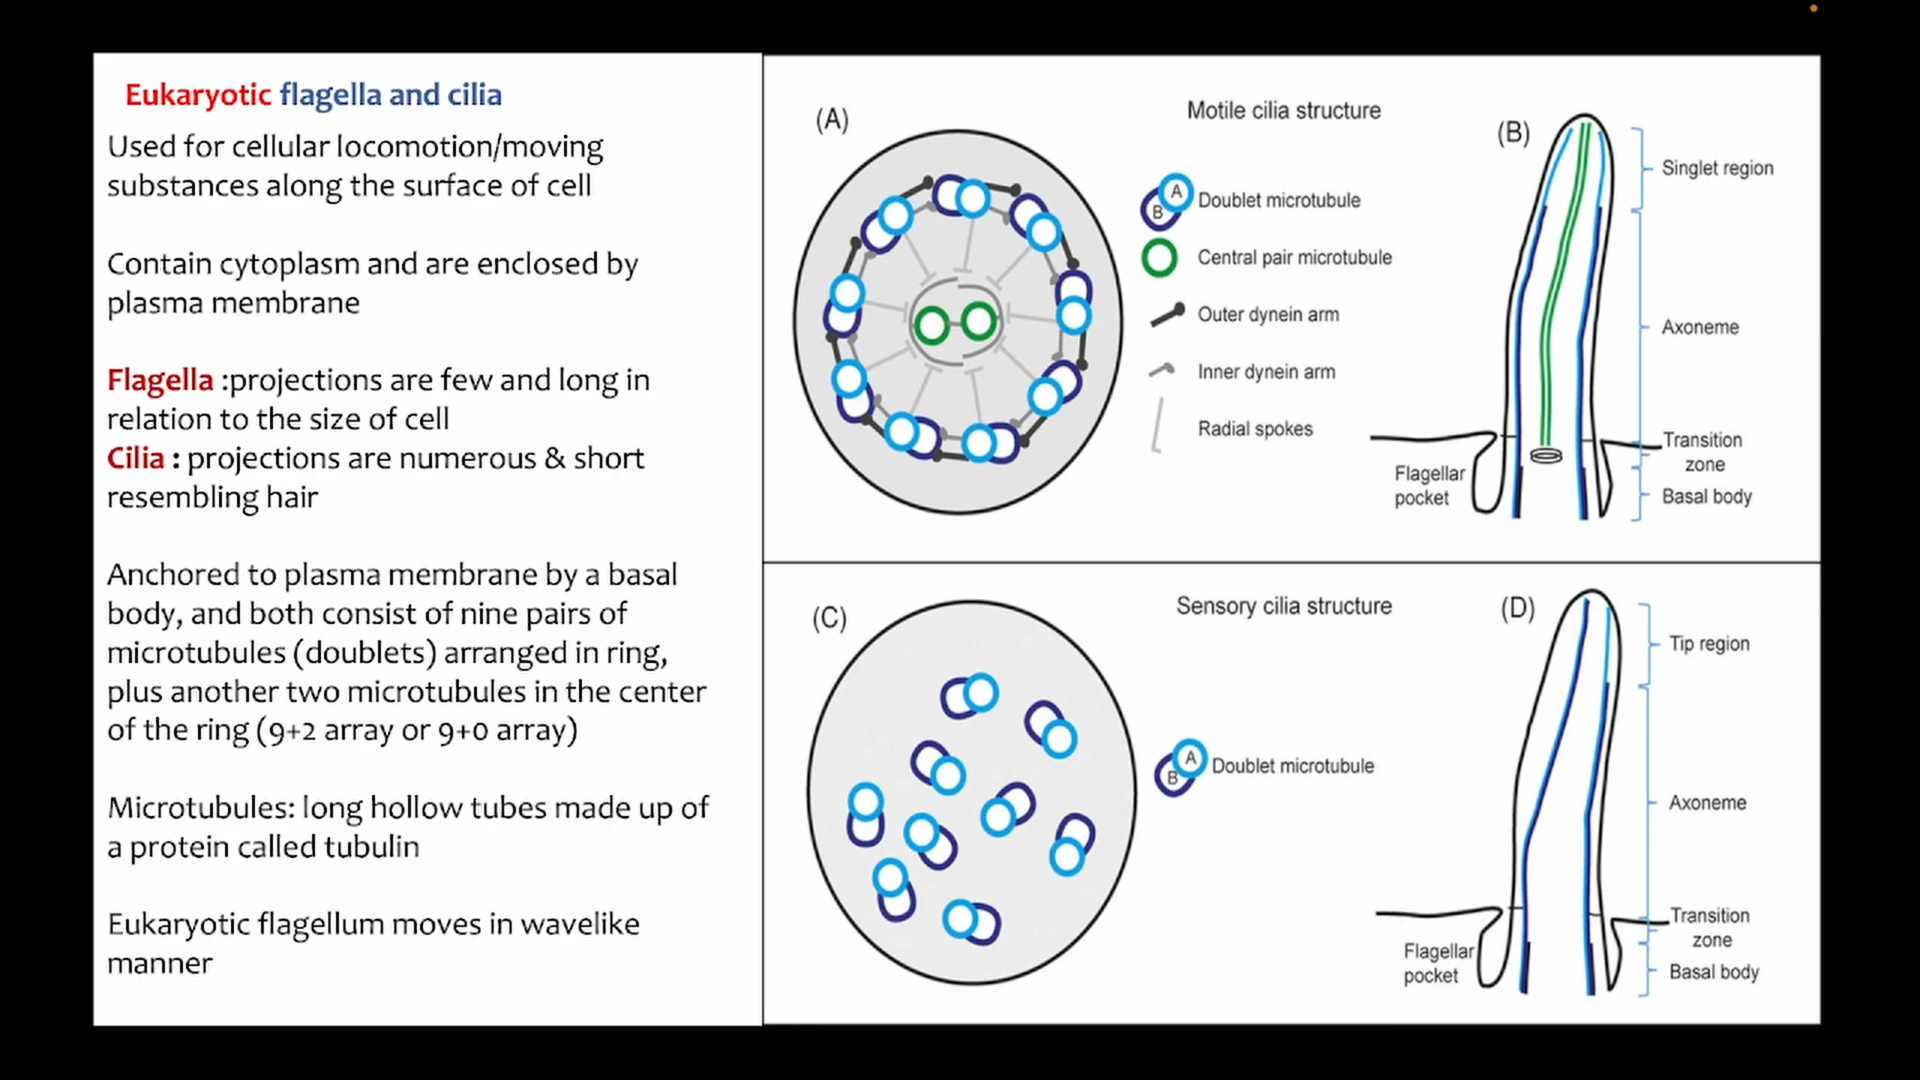 Eukaryotic flagella and cilia
Used for cellular locomotion/moving
substances along the surface of cell
Contain cytoplasm and are enclosed by
plasma membrane
Flagella :projections are few and long in
relation to the size of cell
Cilia : projections are numerous & short
resembling hair
Anchored to plasma membrane by a basal
body, and both consist of nine pairs of
microtubules (doublets) arranged in ring,
plus another two microtubules in the center
of the ring (9+2 array or 9+0 array)
Microtubules: long hollow tubes made up of
a protein called tubulin
Eukaryotic flagellum moves in wavelike
manner
(A)
Motile cilia structure
A
B
Doublet microtubule
Central pair microtubule
Outer dynein arm
Inner dynein arm
Radial spokes
(B)
Singlet region
Axoneme
Transition
zone
Basal body
Flagellar
pocket
(C)
Sensory cilia structure
A
B
Doublet microtubule
(D)
Tip region
Axoneme
Transition
zone
Basal body
Flagellar
pocket